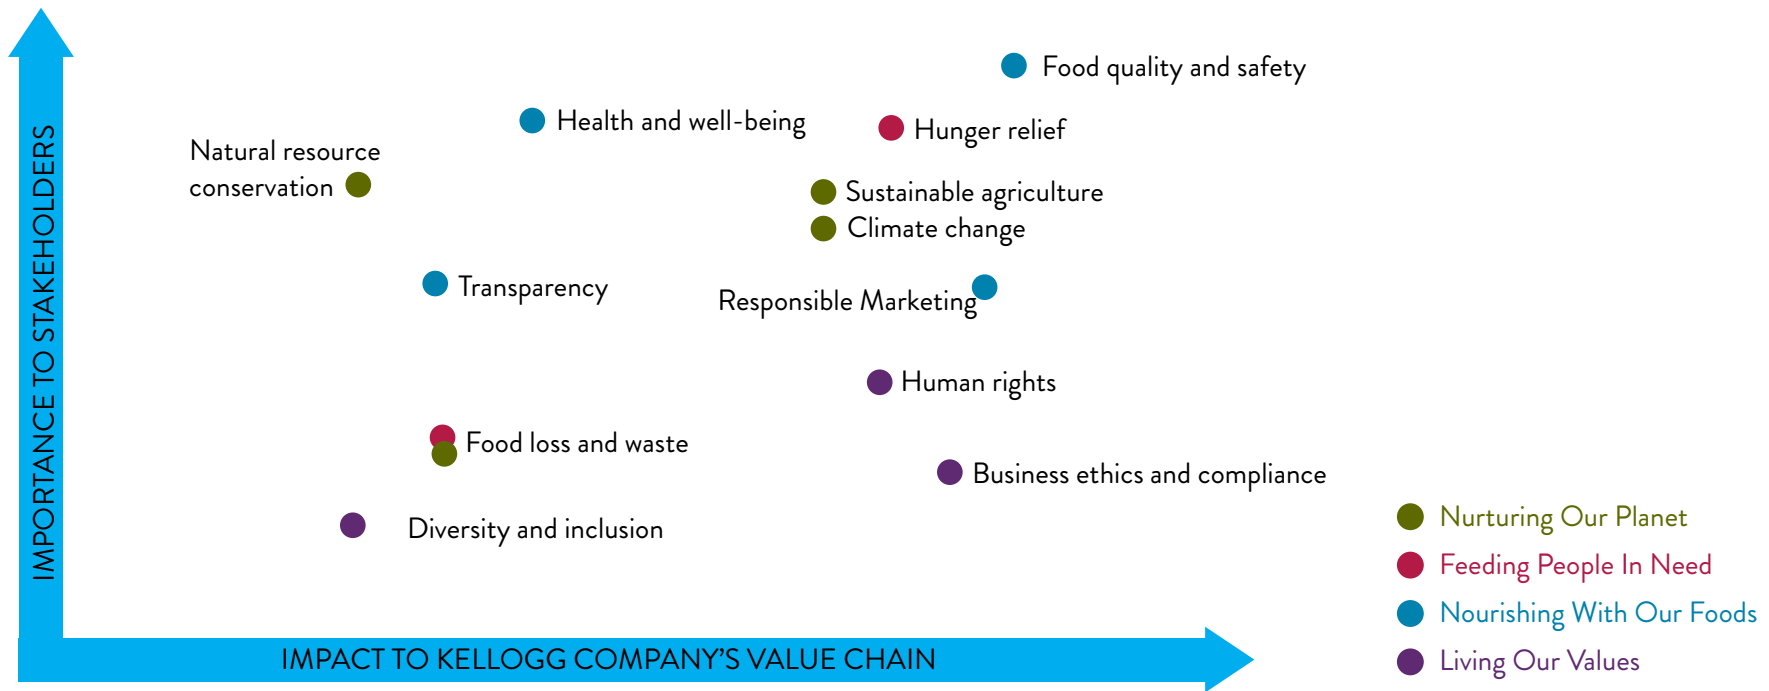 IMPORTANCE TO STAKEHOLDERS
Food quality and safety
Health and well-being
Hunger relief
Natural resource
conservation
Sustainable agriculture
Climate change
Transparency
Responsible Marketing
Human rights
Food loss and waste
Business ethics and compliance
Diversity and inclusion
Nurturing Our Planet
Feeding People In Need
Nourishing With Our Foods
Living Our Values
IMPACT TO KELLOGG COMPANY’S VALUE CHAIN